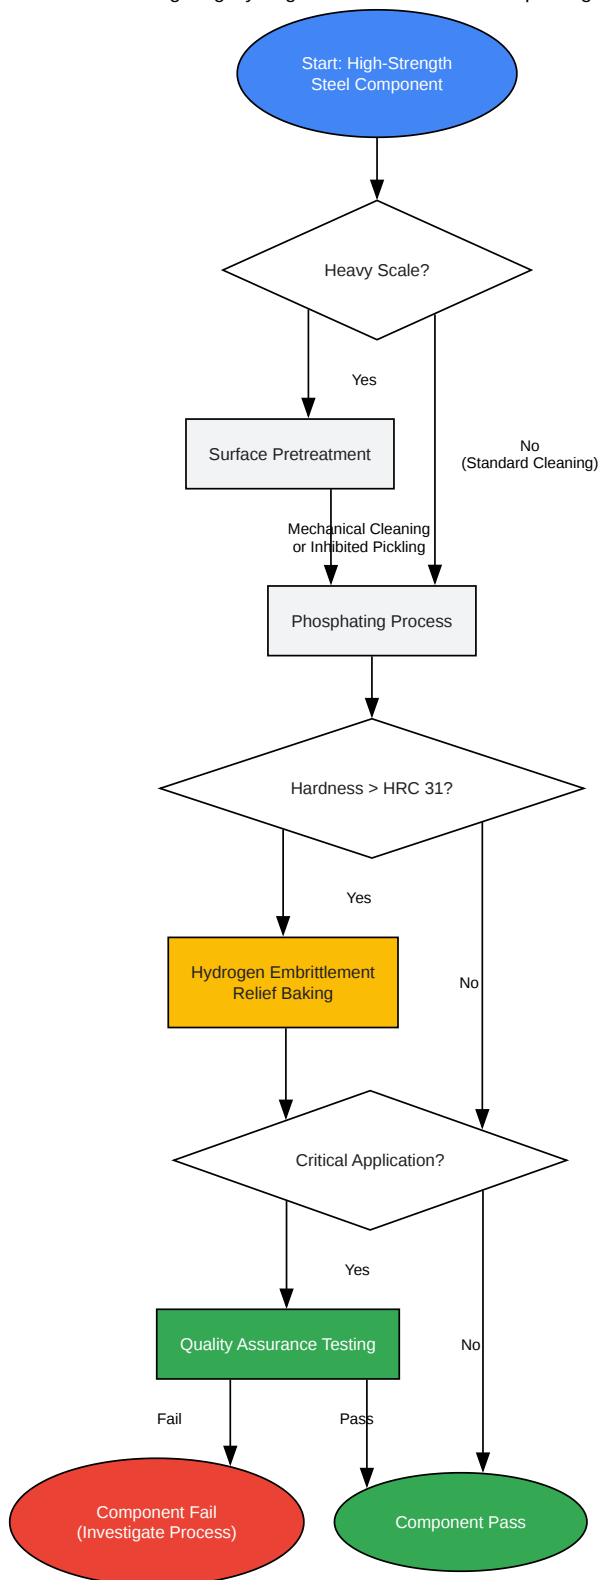 Start: High-Strength
Steel Component
Heavy Scale?
Yes
No
(Standard Cleaning)
Surface Pretreatment
Mechanical Cleaning
or Inhibited Pickling
Phosphating Process
Hardness > HRC 31?
Yes
No
Hydrogen Embrittlement
Relief Baking
Critical Application?
Yes
No
Quality Assurance Testing
Fail
Pass
Component Fail
(Investigate Process)
Component Pass